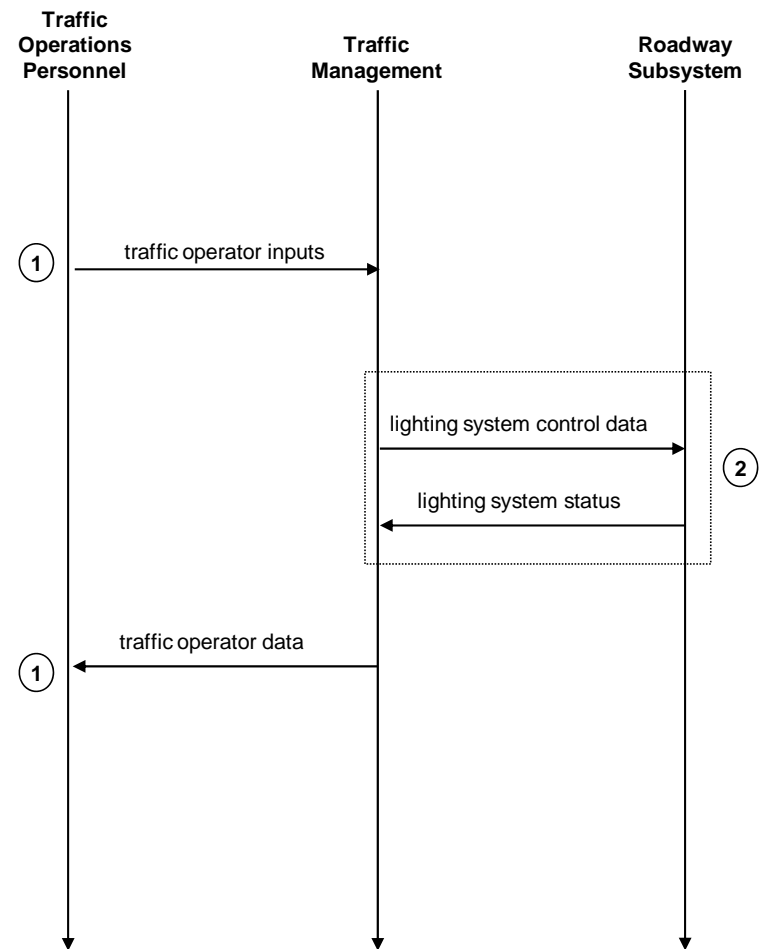 Traffic
Operations
Personnel
Traffic
Management
Roadway
Subsystem
1
traffic operator inputs
lighting system control data
2
lighting system status
traffic operator data
1